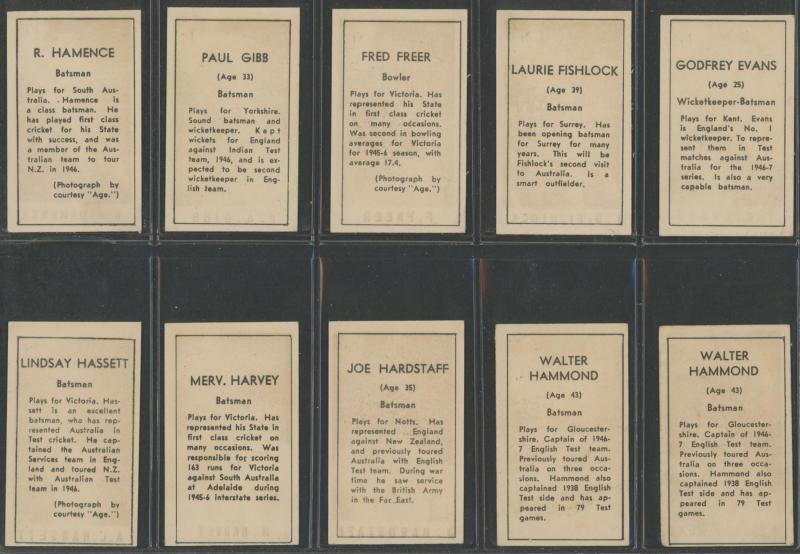 R. HAMENCE
Batsman
Plays for South Aus-
tralia. . Hamence is
a class batsman. He
has played first class
cricket for his State
with success, and was
a member of the Aus-
tralian team to tour
N.Z. in 1946.
(Photograph by
courtesy "Age.")
PAUL GIBB
(Age 33)
Batsman
Plays for Yorkshire.
Sound batsman and
wicketkeeper. Kept
wickets for England
against Indian Test
team, 1946, and is ex-
pected to be second
wicketkeeper in Eng-
lish team.
FRED FREER
Bowler
Plays for Victoria. Has
represented his State
in first class cricket
on many occasions.
Was second in bowling
averages for Victoria
for 1945-6 season, with
average 17.4.
(Photograph by
courtesy "Age.")
LAURIE FISHLOCK
(Age 39)
Batsman
Plays for Surrey. Has
been opening batsman
for Surrey for many
years. This will be
Fishlock's second visit
to Australia. Is a
smart outfielder.
GODFREY EVANS
(Age 25)
Wicketkeeper-Batsman
Plays for Kent. Evans
is England's No. 1
wicketkeeper. To repre-
sent them in Test
matches against Aus-
tralia for the 1946-7
series. Is also a very
capable batsman.
LINDSAY HASSETT
Batsman
Plays for Victoria. Has-
sett is an excellent
batsman, who has rep-
resented Australia in
Test cricket. He cap-
tained the Australian
Services team in Eng-
land and toured N.Z.
with Australian Test
team in 1946.
(Photograph by
courtesy "Age.")
MERV. HARVEY
Batsman
Plays for Victoria. Has
represented his State in
first class cricket on
many occasions. Was
responsible for scoring
163 runs for Victoria
against South Australia
at Adelaide during
1945-6 interstate series.
JOE HARDSTAFF
(Age 35)
Batsman
Plays for Notts. Has
represented England
against New Zealand,
and previously toured
Australia with English
Test team. During war
time he saw service
with the British Army
in the Far East.
WALTER
HAMMOND
(Age 43)
Batsman
Plays for Gloucester-
shire. Captain of 1946-
7 English Test team.
Previously toured Aus-
tralia on three occa-
sions. Hammond also
captained 1938 English
Test side and has ap-
peared in 79 Test
games.
WALTER
HAMMOND
(Age 43)
Batsman
Plays for Gloucester-
shire. Captain of 1946-
7 English Test team.
Previously toured Aus-
tralia on three occa-
sions. Hammond also
captained 1938 English
Test side and has ap-
peared in 79 Test
games.